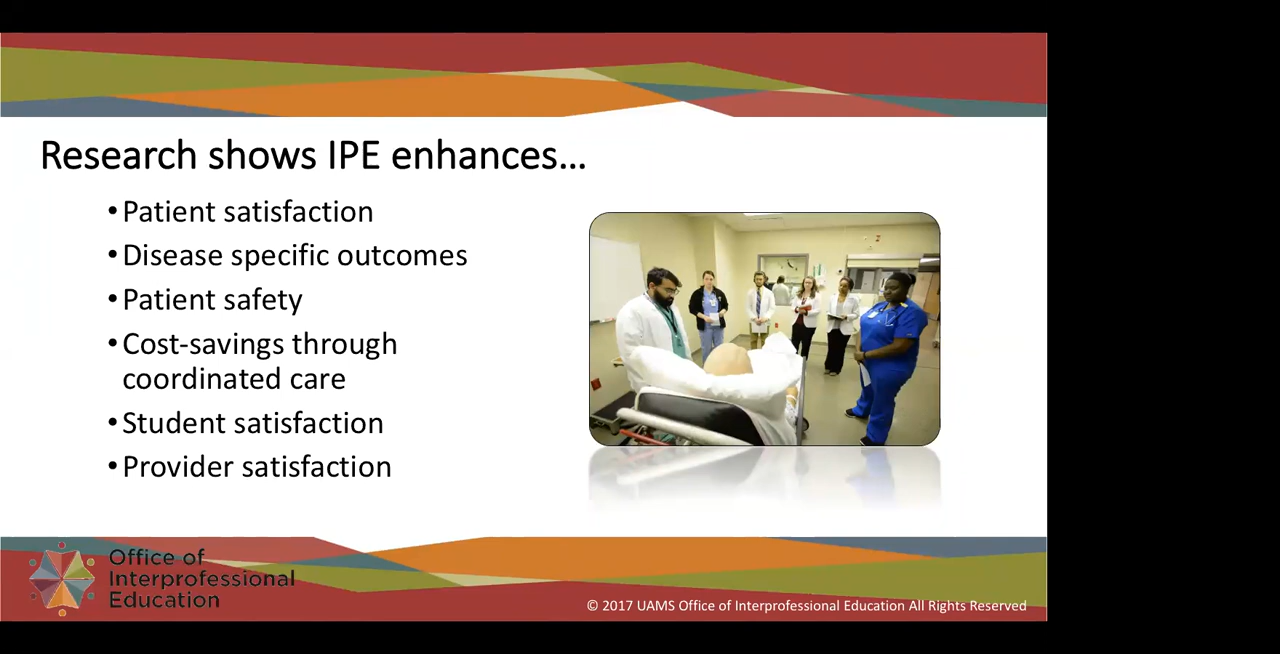 Research shows IPE enhances...
•Patient satisfaction
•Disease specific outcomes
•Patient safety
•Cost-savings through
coordinated care
•Student satisfaction
•Provider satisfaction
Office of
Interprofessional
Education
© 2017 UAMS Office of Interprofessional Education All Rights Reserved